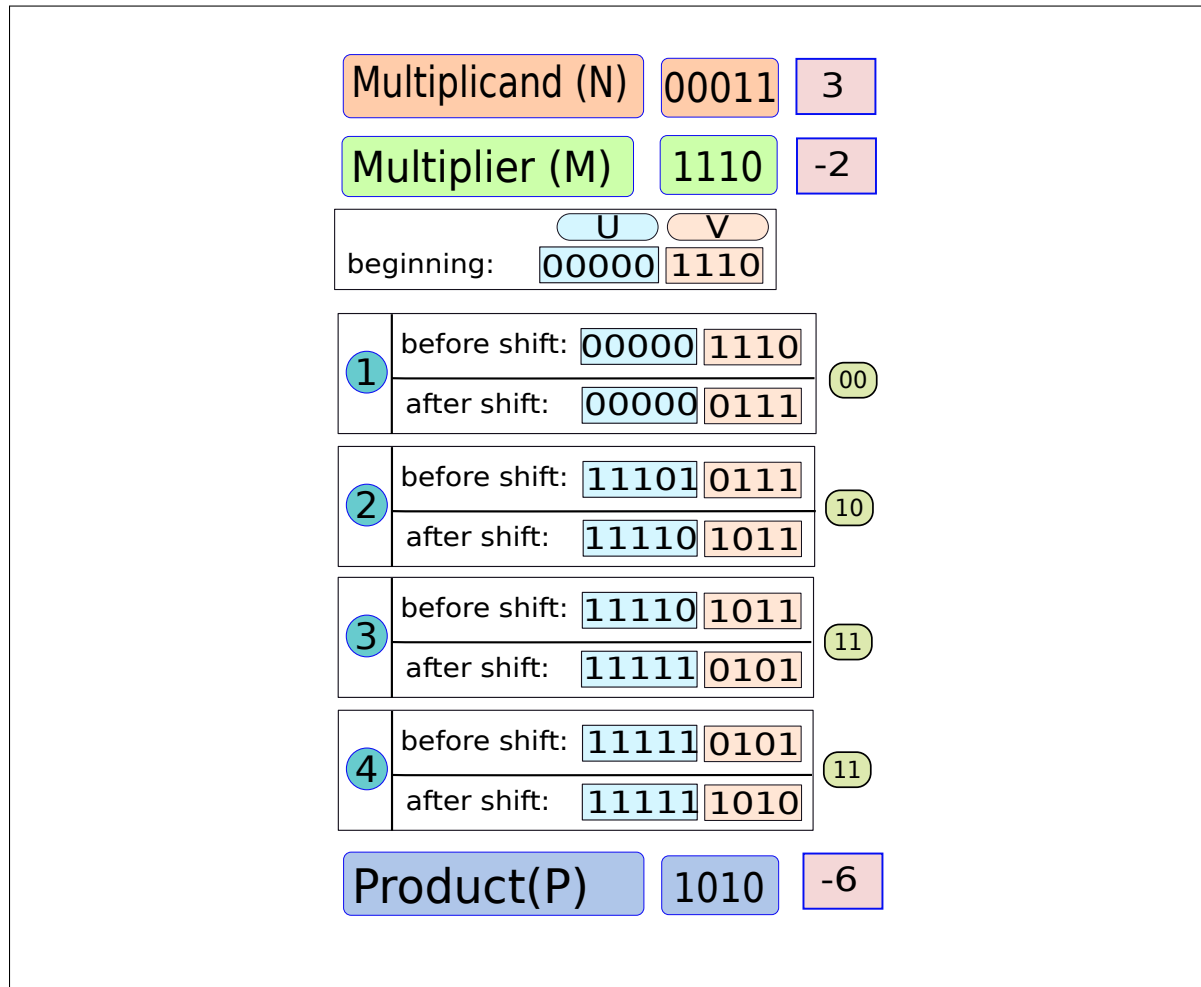 Multiplicand (N) 00011 3
Multiplier (M) 1110 -2
U V
beginning: 00000 1110
1 before shift: 00000 1110 00
after shift: 00000 0111
2 before shift: 11101 0111 10
after shift: 11110 1011
3 before shift: 11110 1011 11
after shift: 11111 0101
4 before shift: 11111 0101 11
after shift: 11111 1010
Product(P) 1010 -6